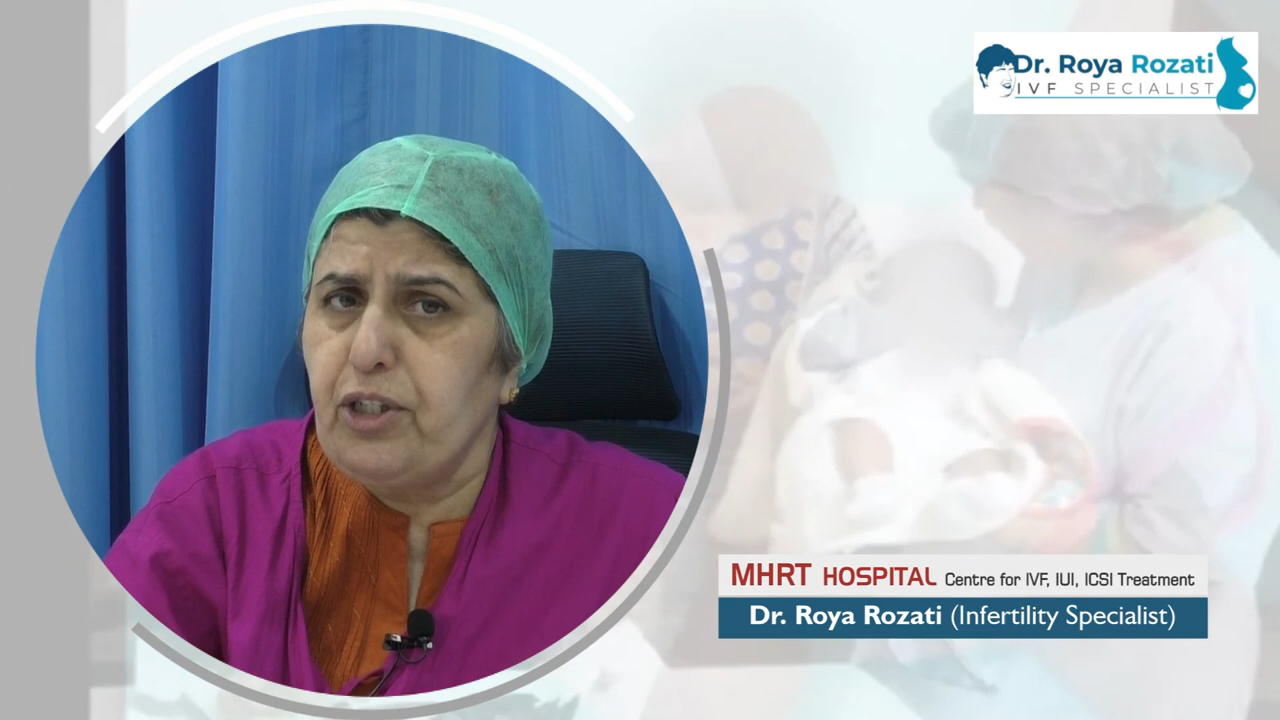 Dr. Roya Rozati
IVF SPECIALIST
MHRT HOSPITAL Centre for IVF, IUI, ICSI Treatment
Dr. Roya Rozati (Infertility Specialist)